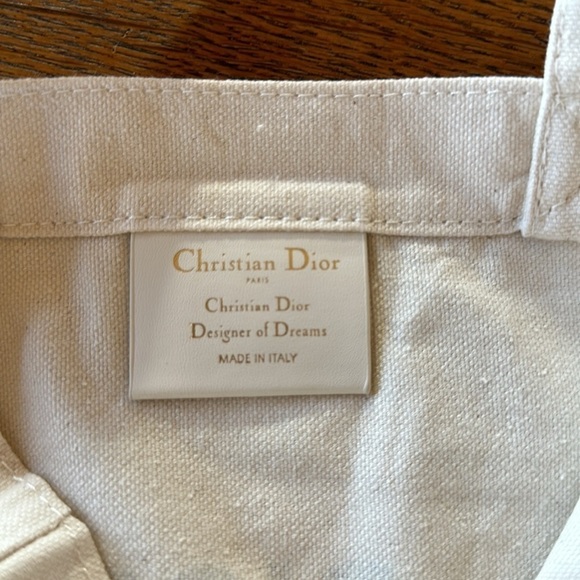 Christian Dior
PARIS
Christian Dior
Designer of Dreams
MADE IN ITALY